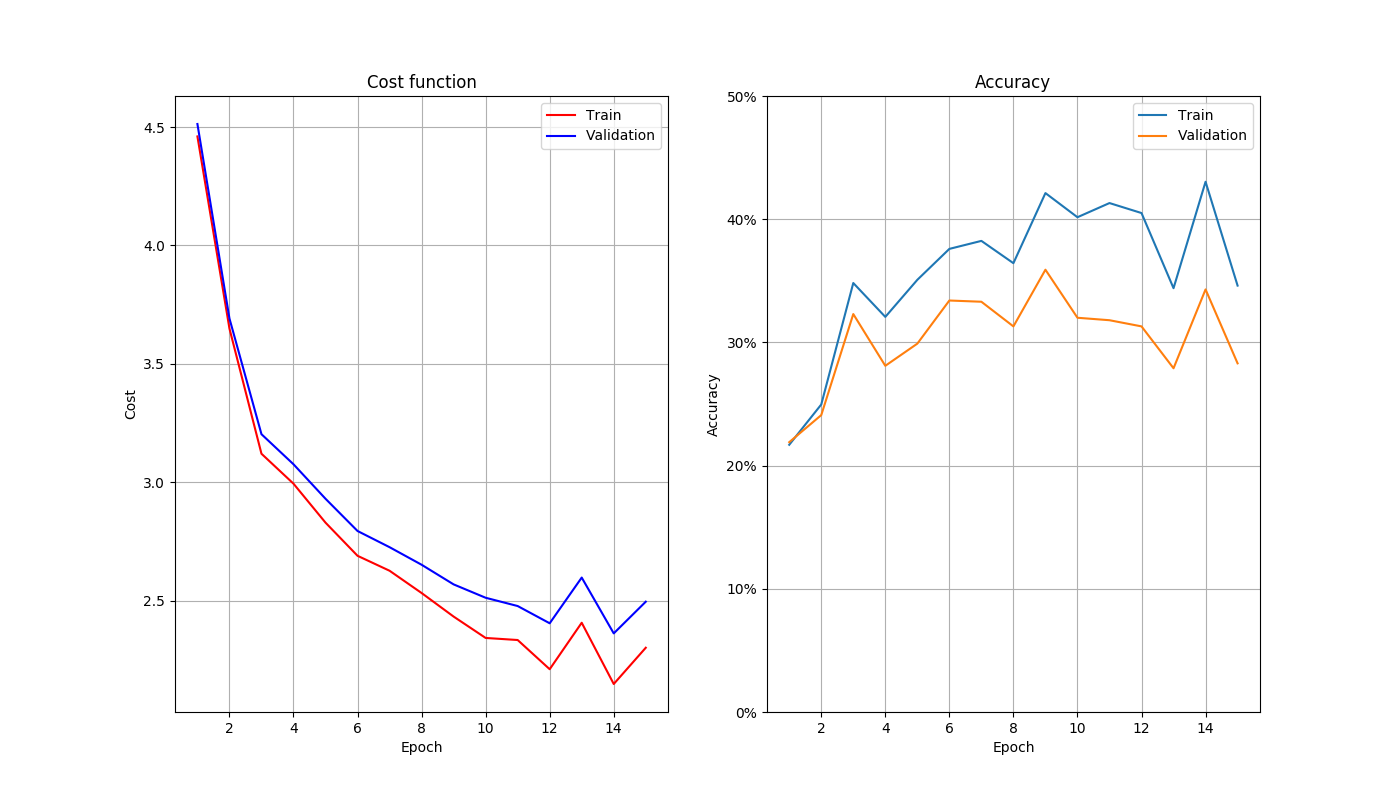 Cost function
Train
Validation
4.5
4.0
3.5
3.0
2.5
Cost
2 4 6 8 10 12 14
Epoch
Accuracy
Train
Validation
50%
40%
30%
20%
10%
0%
Accuracy
2 4 6 8 10 12 14
Epoch